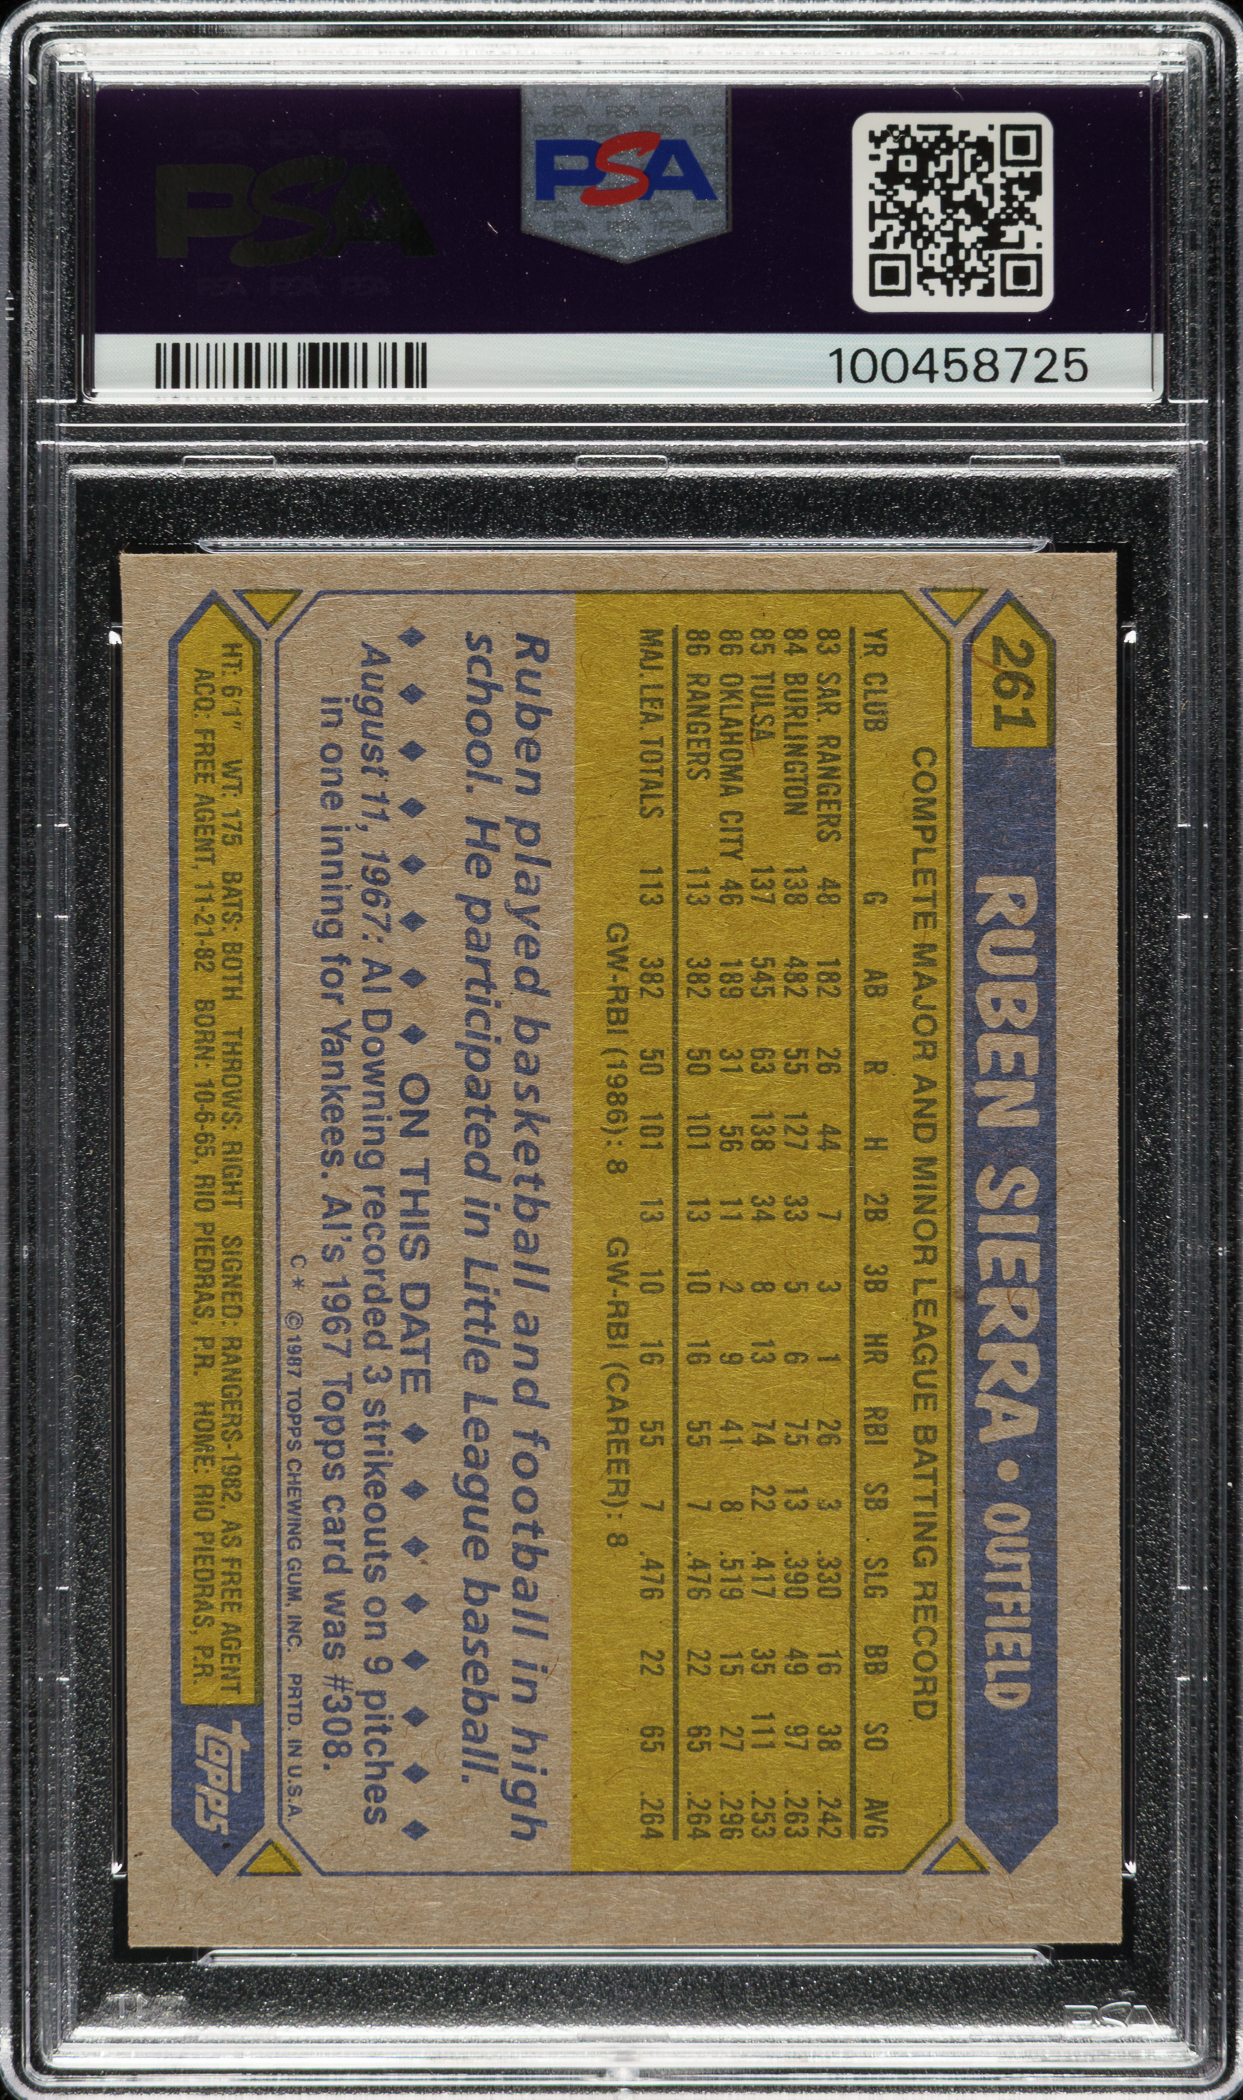 PSA
PSA
100458725
261 RUBEN SIERRA • OUTFIELD
COMPLETE MAJOR AND MINOR LEAGUE BATTING RECORD
YR CLUB G AB R H 2B 3B HR RBI SB SLG BB SO AVG
83 SAR. RANGERS 48 182 26 44 7 3 1 26 3 .330 16 38 .242
84 BURLINGTON 138 482 55 127 33 5 6 75 13 .390 49 97 .263
85 TULSA 137 545 63 138 34 8 13 74 22 .417 35 111 .253
86 OKLAHOMA CITY 46 189 31 56 11 2 9 41 8 .519 15 27 .296
86 RANGERS 113 382 50 101 13 10 16 55 7 .476 22 65 .264
MAJ. LEA. TOTALS 113 382 50 101 13 10 16 55 7 .476 22 65 .264
GW-RBI (1986): 8 GW-RBI (CAREER): 8
Ruben played basketball and football in high
school. He participated in Little League baseball.
ON THIS DATE
August 11, 1967: Al Downing recorded 3 strikeouts on 9 pitches
in one inning for Yankees. Al's 1967 Topps card was #308.
C* ©1987 TOPPS CHEWING GUM, INC. PRTD. IN U.S.A.
HT: 6'1" WT: 175 BATS: BOTH THROWS: RIGHT SIGNED: RANGERS-1982, AS FREE AGENT
ACQ: FREE AGENT, 11-21-82 BORN: 10-6-65, RIO PIEDRAS, P.R. HOME: RIO PIEDRAS, P.R.
topps
PSA